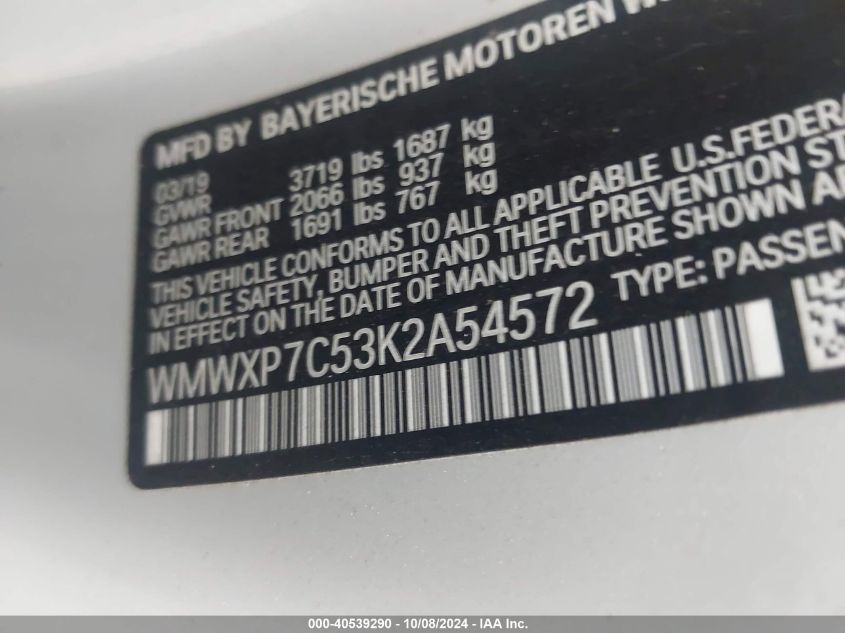 MFD BY BAYERISCHE MOTOREN
03/19
GVWR 3719 lbs 1687 kg
GAWR FRONT 2066 lbs 937 kg
GAWR REAR 1691 lbs 767 kg
THIS VEHICLE CONFORMS TO ALL APPLICABLE U.S.FEDERA
VEHICLE SAFETY, BUMPER AND THEFT PREVENTION ST
IN EFFECT ON THE DATE OF MANUFACTURE SHOWN A
WMWXP7C53K2A54572 TYPE: PASSEN
000-40539290 - 10/08/2024 - IAA Inc.